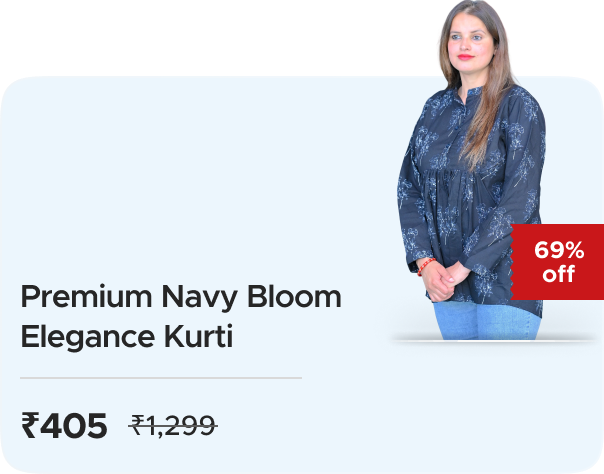 69%
off
Premium Navy Bloom
Elegance Kurti
₹405 ₹1,299